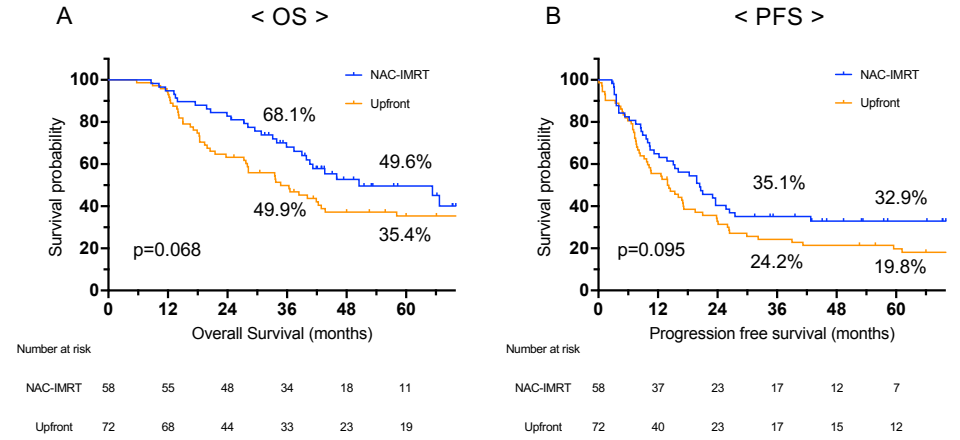 A
< OS >
100
80
60
40
20
0
Survival probability
NAC-IMRT
Upfront
68.1%
49.6%
49.9%
35.4%
p=0.068
0 12 24 36 48 60
Overall Survival (months)
Number at risk
NAC-IMRT 58 55 48 34 18 11
Upfront 72 68 44 33 23 19
B
< PFS >
100
80
60
40
20
0
Survival probability
NAC-IMRT
Upfront
35.1%
32.9%
24.2%
19.8%
p=0.095
0 12 24 36 48 60
Progression free survival (months)
Number at risk
NAC-IMRT 58 37 23 17 12 7
Upfront 72 40 23 17 15 12